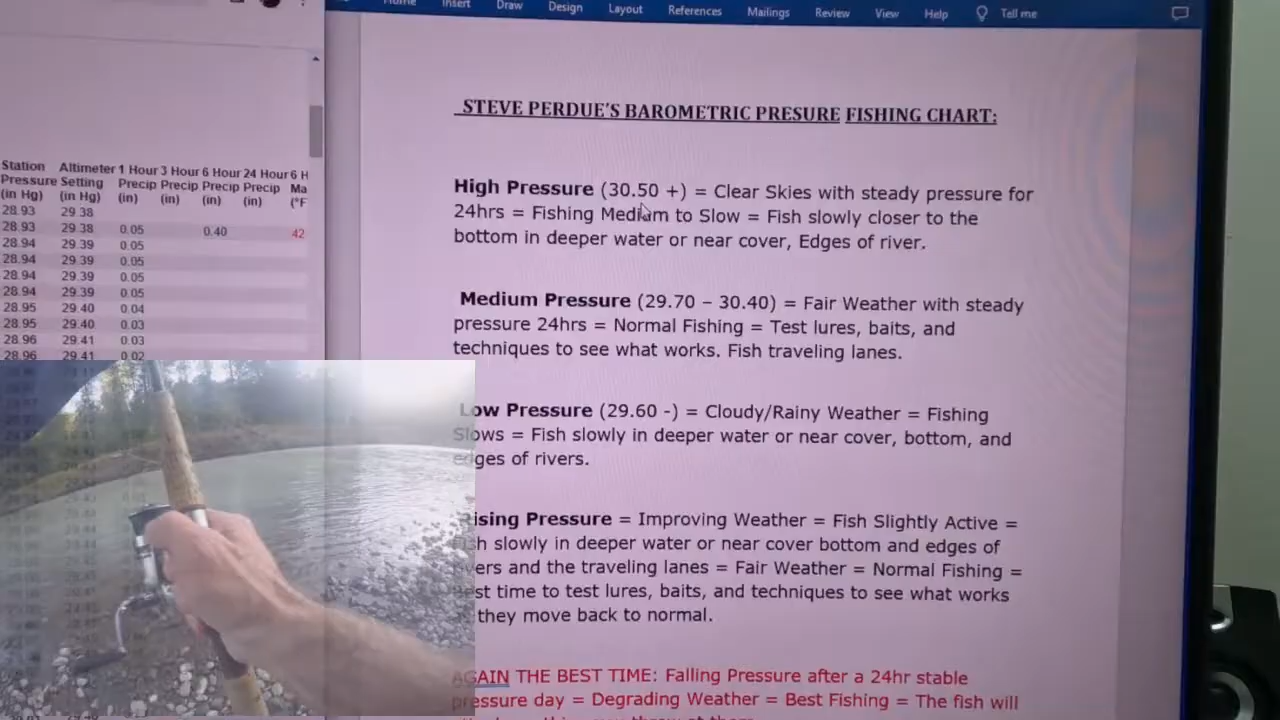 Home Insert Draw Design Layout References Mailings Review View Help Tell me
STEVE PERDUE'S BAROMETRIC PRESURE FISHING CHART:
High Pressure (30.50 +) = Clear Skies with steady pressure for
24hrs = Fishing Medium to Slow = Fish slowly closer to the
bottom in deeper water or near cover, Edges of river.
Medium Pressure (29.70 – 30.40) = Fair Weather with steady
pressure 24hrs = Normal Fishing = Test lures, baits, and
techniques to see what works. Fish traveling lanes.
Low Pressure (29.60 -) = Cloudy/Rainy Weather = Fishing
Slows = Fish slowly in deeper water or near cover, bottom, and
edges of rivers.
Rising Pressure = Improving Weather = Fish Slightly Active =
Fish slowly in deeper water or near cover bottom and edges of
rivers and the traveling lanes = Fair Weather = Normal Fishing =
Best time to test lures, baits, and techniques to see what works
they move back to normal.
AGAIN THE BEST TIME: Falling Pressure after a 24hr stable
pressure day = Degrading Weather = Best Fishing = The fish will
Station Altimeter 1 Hour 3 Hour 6 Hour 24 Hour 6 H
Pressure Setting Precip Precip Precip Precip Ma
(in Hg) (in Hg) (in) (in) (in) (in) (°F
28.93 29.38
28.93 29.38 0.05 0.40 42
28.94 29.39 0.05
28.94 29.39 0.05
28.94 29.39 0.05
28.94 29.39 0.05
28.95 29.40 0.04
28.95 29.40 0.03
28.96 29.41 0.03
28.96 29.41 0.02